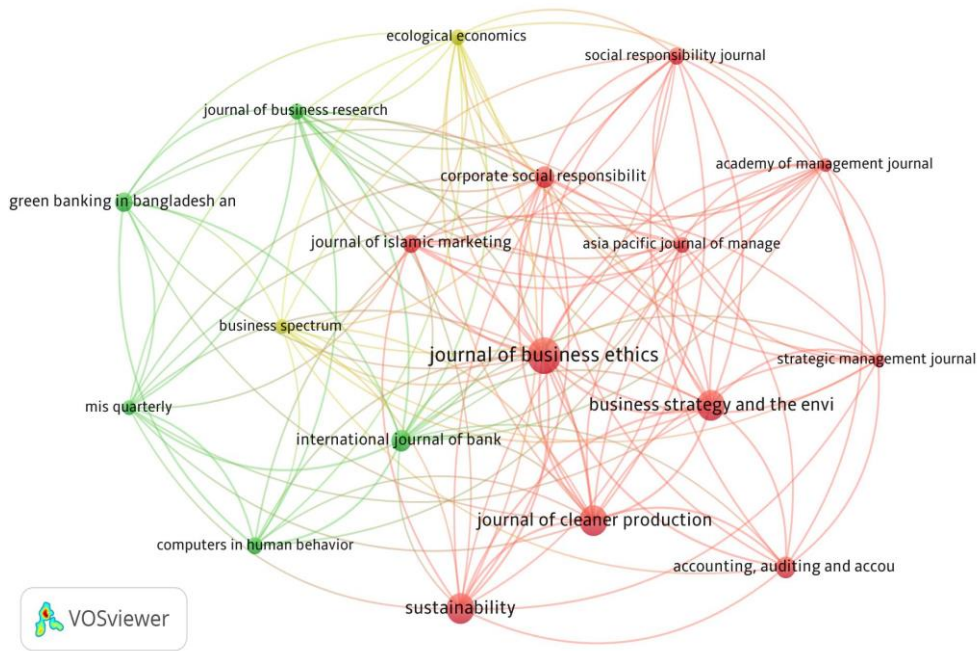 ecological economics
social responsibility journal
journal of business research
academy of management journal
corporate social responsibilit
green banking in bangladesh an
journal of islamic marketing
asia pacific journal of manage
business spectrum
journal of business ethics
strategic management journal
mis quarterly
business strategy and the envi
international journal of bank
journal of cleaner production
computers in human behavior
accounting, auditing and accou
sustainability
VOSviewer